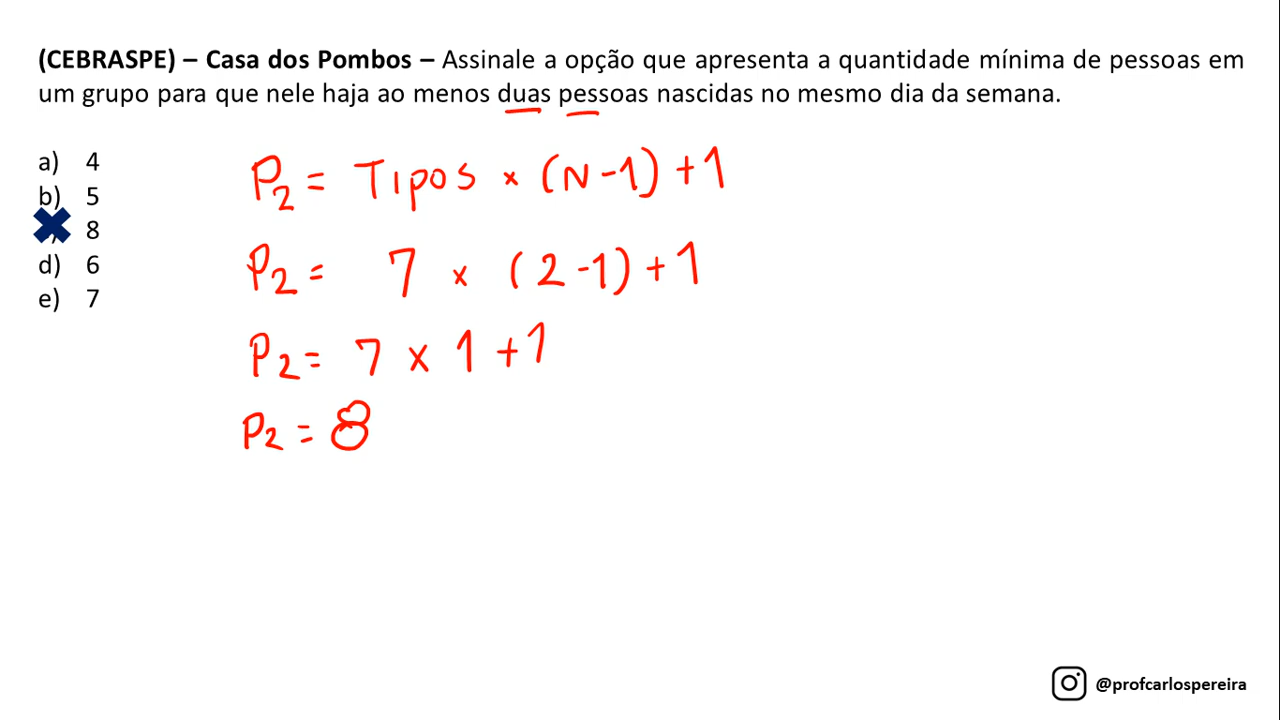 (CEBRASPE) – Casa dos Pombos – Assinale a opção que apresenta a quantidade mínima de pessoas em
um grupo para que nele haja ao menos duas pessoas nascidas no mesmo dia da semana.
a) 4
b) 5
) 8
d) 6
e) 7
P2 = Tipos × (N-1) + 1
P2 = 7 × (2-1) + 1
P2 = 7 × 1 + 1
P2 = 8
@profcarlospereira